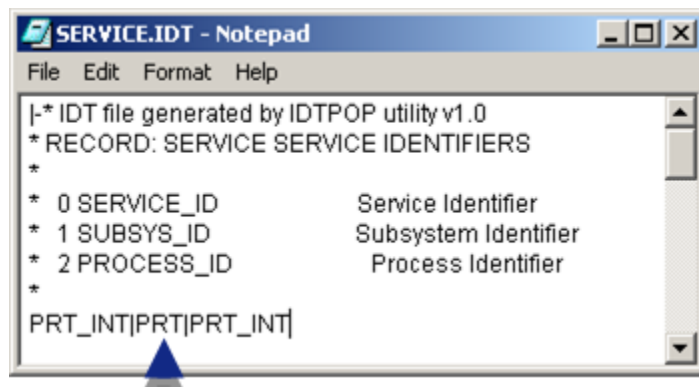 SERVICE.IDT - Notepad
File Edit Format Help
|-* IDT file generated by IDTPOP utility v1.0
* RECORD: SERVICE SERVICE IDENTIFIERS
*
* 0 SERVICE_ID Service Identifier
* 1 SUBSYS_ID Subsystem Identifier
* 2 PROCESS_ID Process Identifier
*
PRT_INT|PRT|PRT_INT|